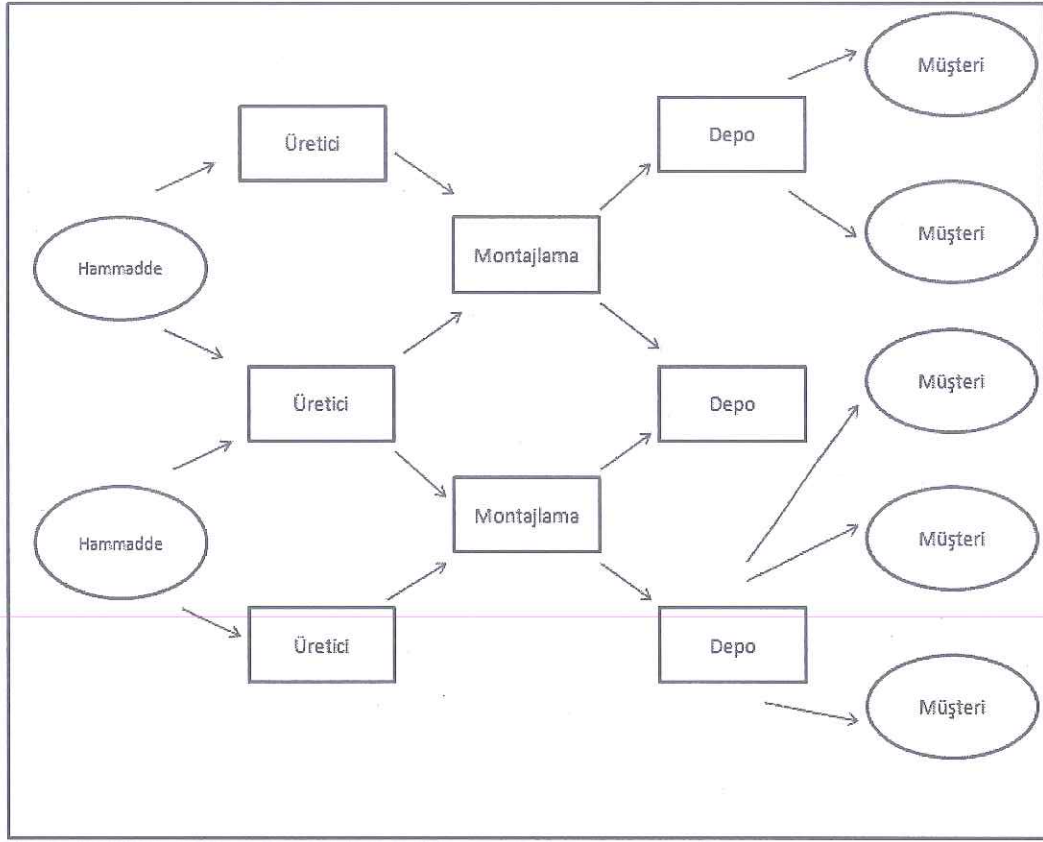 Müşteri
Üretici
Depo
Müşteri
Montajlama
Hammadde
Müşteri
Üretici
Depo
Montajlama
Müşteri
Hammadde
Üretici
Depo
Müşteri